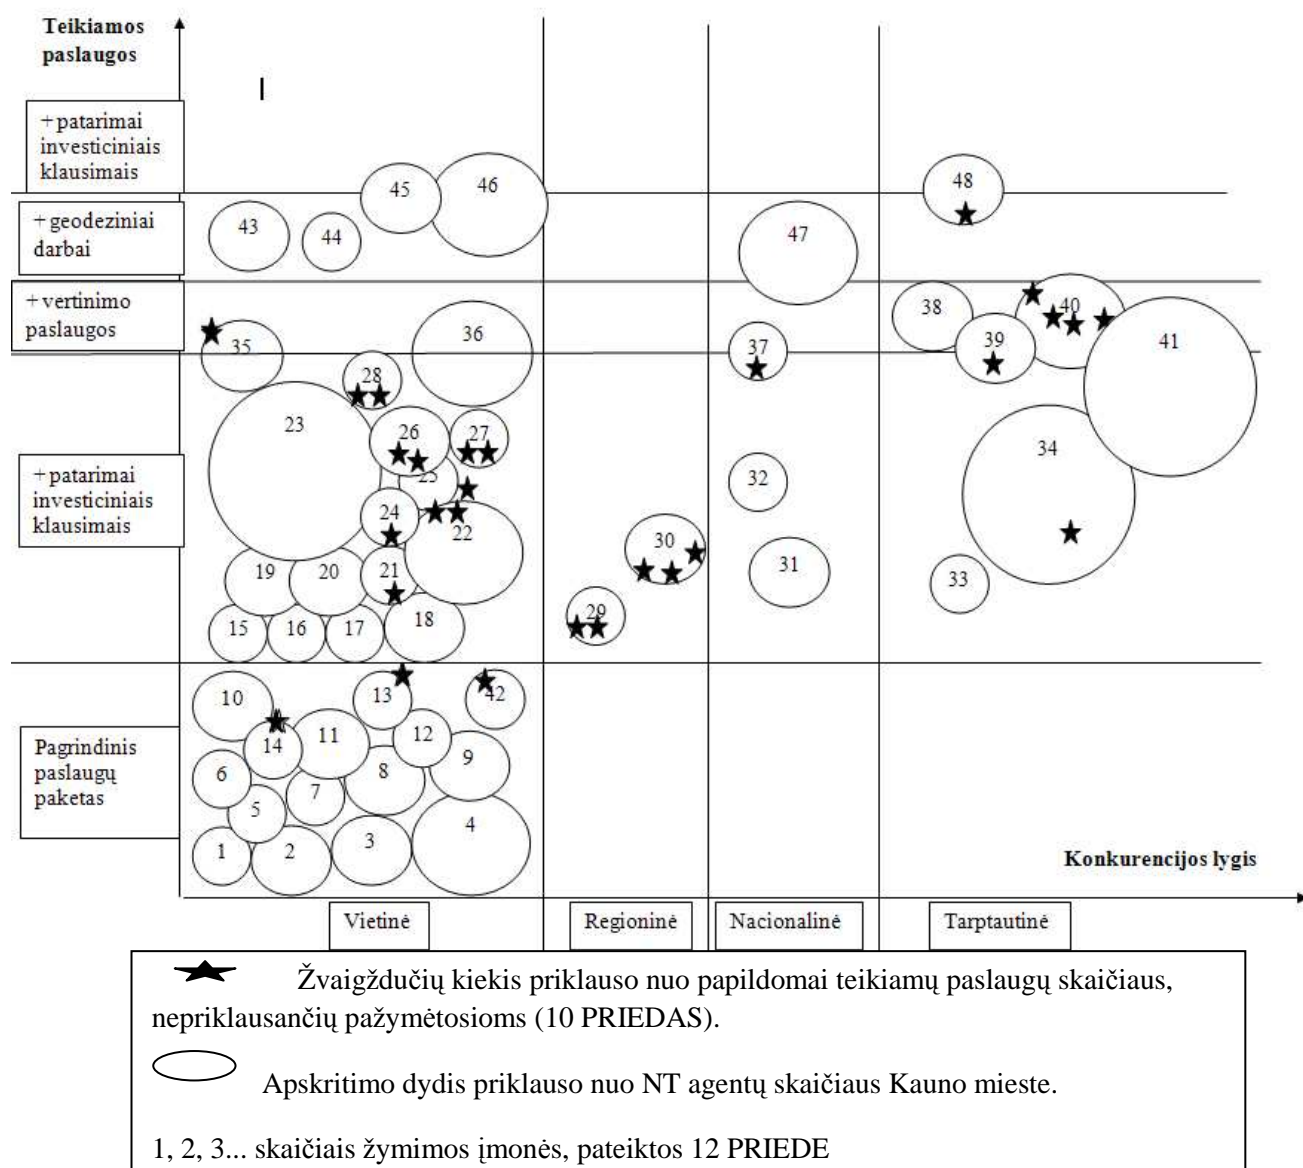 Teikiamos
paslaugos
+ patarimai
investiciniais
klausimais
45
46
48
+ geodeziniai
darbai
43
44
47
+ vertinimo
paslaugos
35
36
37
38
39
40
41
28
23
26
27
25
+ patarimai
investiciniais
klausimais
24
22
32
34
30
19
20
21
31
33
29
15
16
17
18
10
13
42
14
11
12
Pagrindinis
paslaugų
paketas
6
7
8
9
5
1
2
3
4
Konkurencijos lygis
Vietinė
Regioninė
Nacionalinė
Tarptautinė
Žvaigždučių kiekis priklauso nuo papildomai teikiamų paslaugų skaičiaus,
nepriklausančių pažymėtosioms (10 PRIEDAS).
Apskritimo dydis priklauso nuo NT agentų skaičiaus Kauno mieste.
1, 2, 3... skaičiais žymimos įmonės, pateiktos 12 PRIEDE